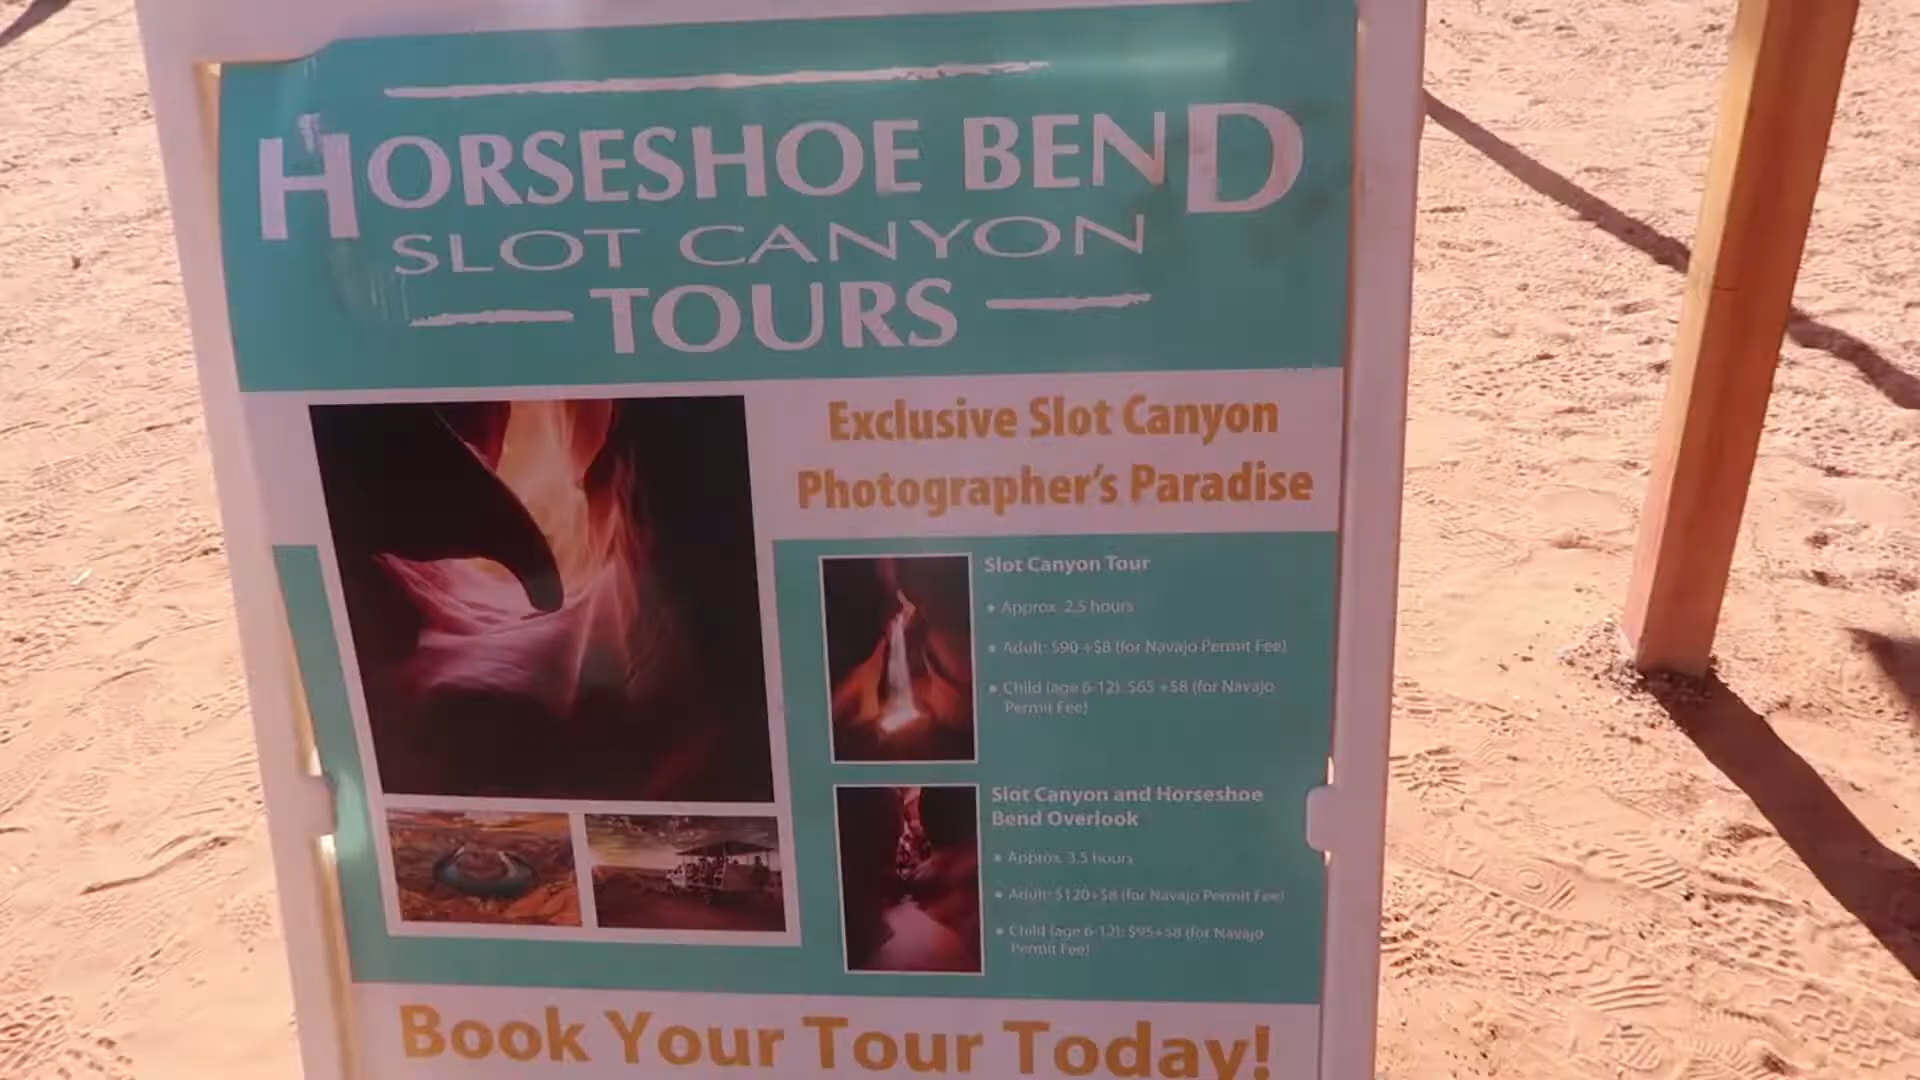 HORSESHOE BEND
SLOT CANYON
TOURS
Exclusive Slot Canyon
Photographer's Paradise
Slot Canyon Tour
• Approx. 2.5 hours
• Adult: $90 +$8 (for Navajo Permit Fee)
• Child (age 6-12): $65 +$8 (for Navajo
Permit Fee)
Slot Canyon and Horseshoe
Bend Overlook
• Approx. 3.5 hours
• Adult: $120+$8 (for Navajo Permit Fee)
• Child (age 6-12): $95+$8 (for Navajo
Permit Fee)
Book Your Tour Today!